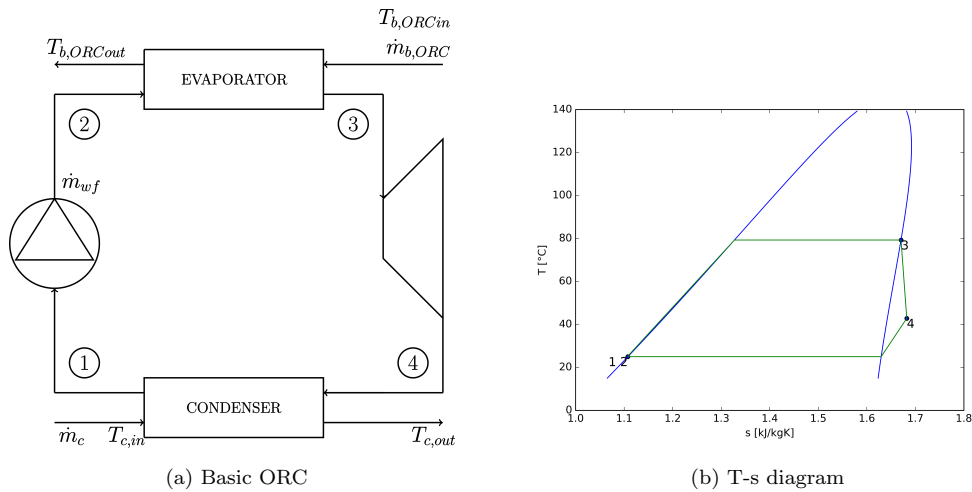 T_{b,ORCin}
T_{b,ORCout}
ṁ_{b,ORC}
EVAPORATOR
2
3
ṁ_{wf}
1
4
CONDENSER
ṁ_c
T_{c,in}
T_{c,out}
(a) Basic ORC
140
120
100
80
60
40
20
0
T [°C]
3
4
1 2
1.0 1.1 1.2 1.3 1.4 1.5 1.6 1.7 1.8
s [kJ/kgK]
(b) T-s diagram